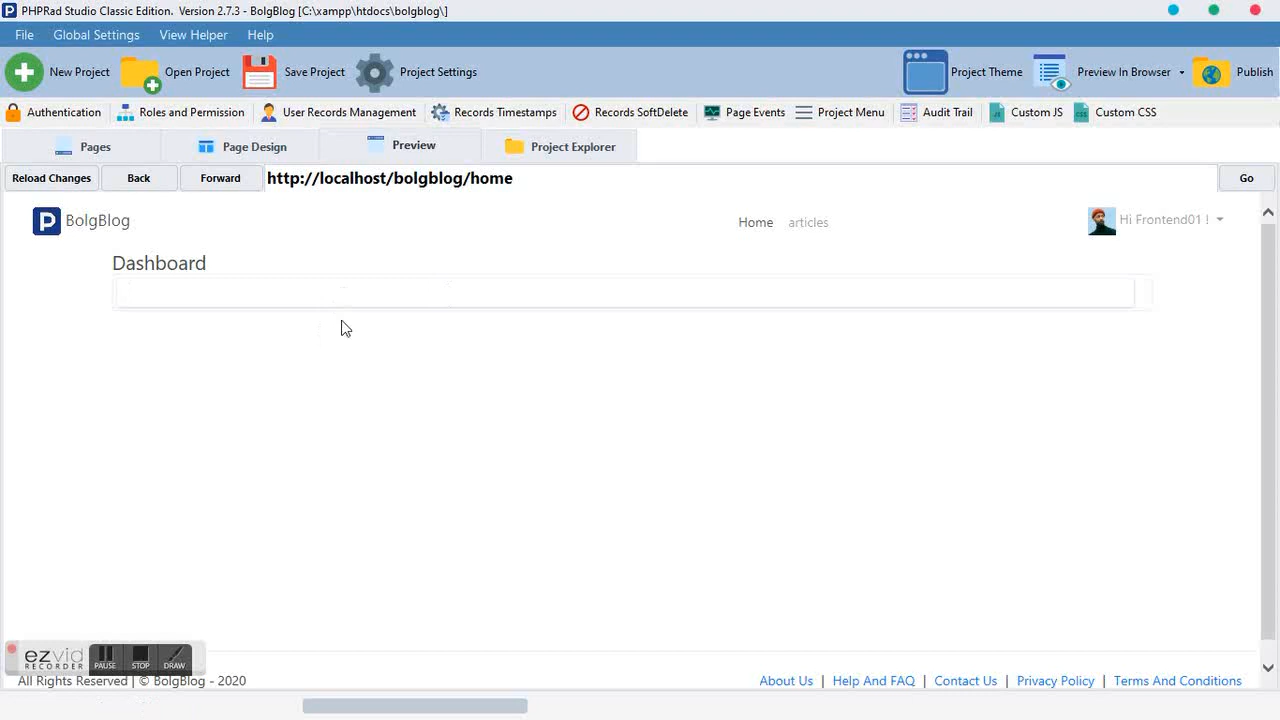 PHPRad Studio Classic Edition. Version 2.7.3 - BolgBlog [C:\xampp\htdocs\bolgblog\]
File Global Settings View Helper Help
New Project Open Project Save Project Project Settings Project Theme Preview In Browser Publish
Authentication Roles and Permission User Records Management Records Timestamps Records SoftDelete Page Events Project Menu Audit Trail Custom JS Custom CSS
Pages Page Design Preview Project Explorer
Reload Changes Back Forward http://localhost/bolgblog/home Go
P BolgBlog Home articles Hi Frontend01 !
Dashboard
ezvid
RECORDER PAUSE STOP DRAW
All Rights Reserved | © BolgBlog - 2020 About Us | Help And FAQ | Contact Us | Privacy Policy | Terms And Conditions